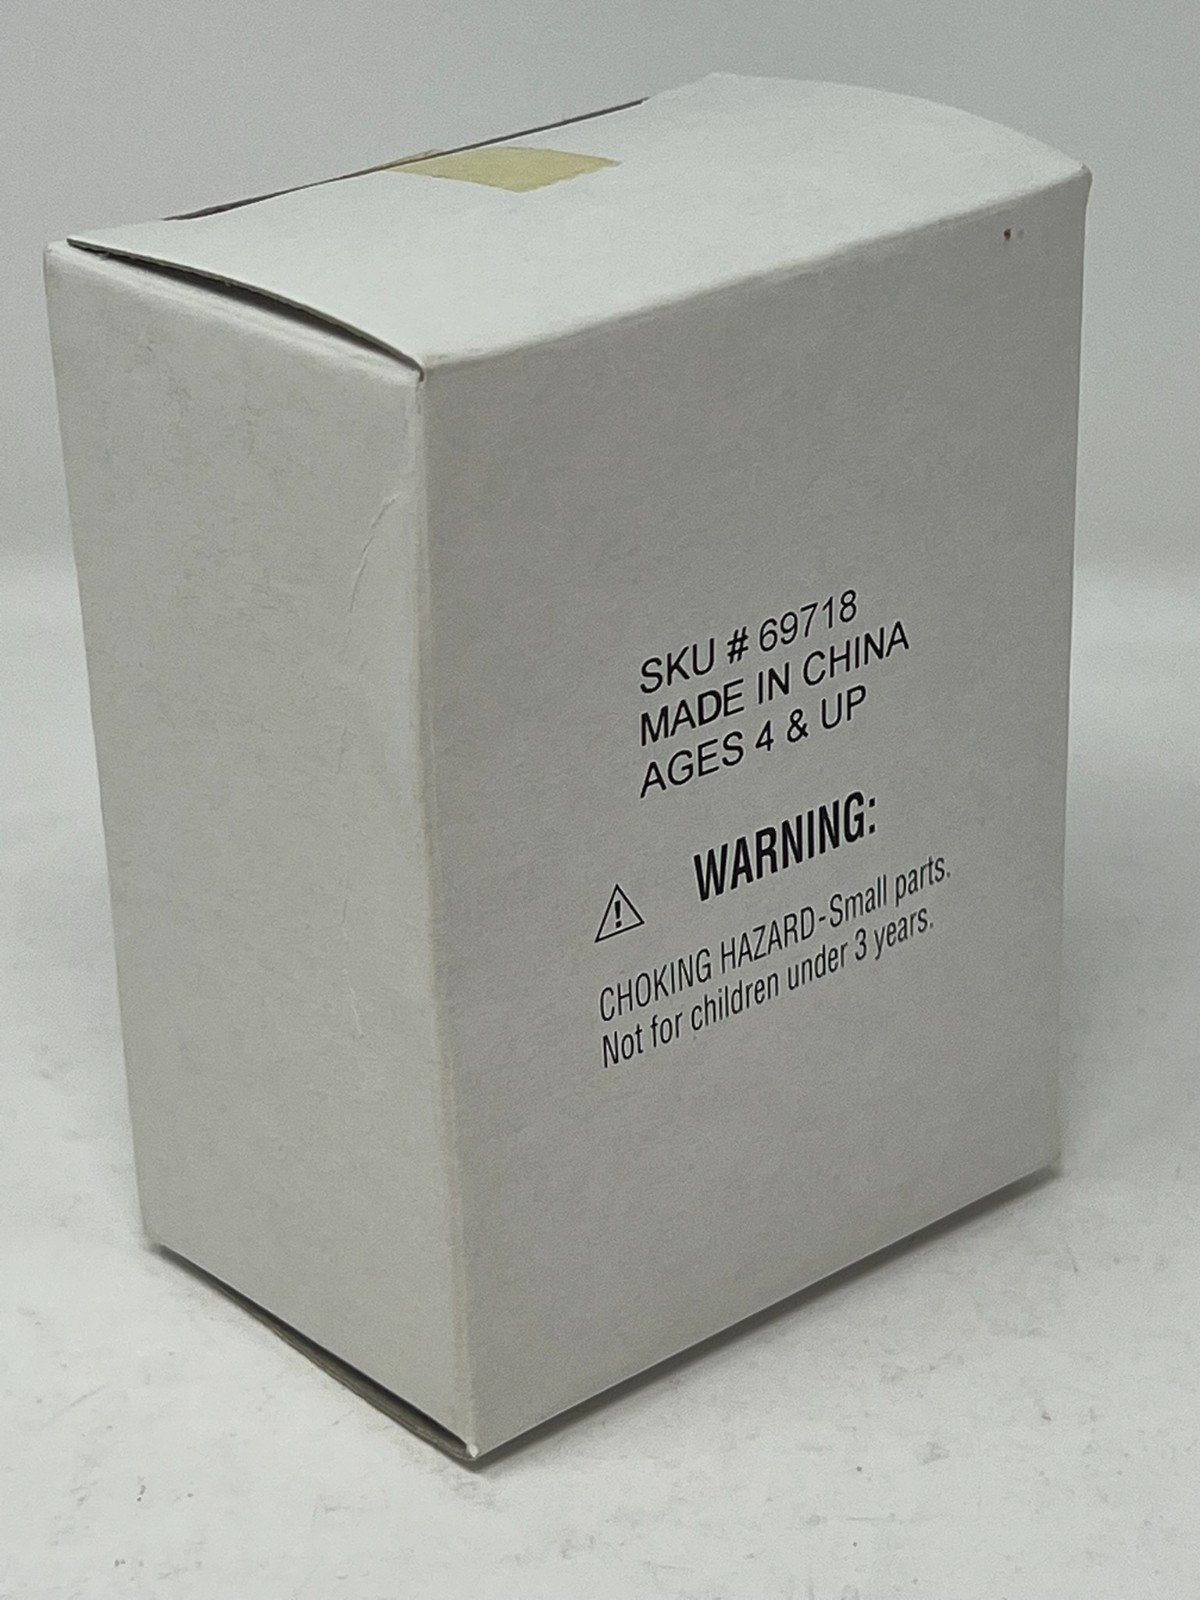 SKU # 69718
MADE IN CHINA
AGES 4 & UP
WARNING:
CHOKING HAZARD-Small parts.
Not for children under 3 years.